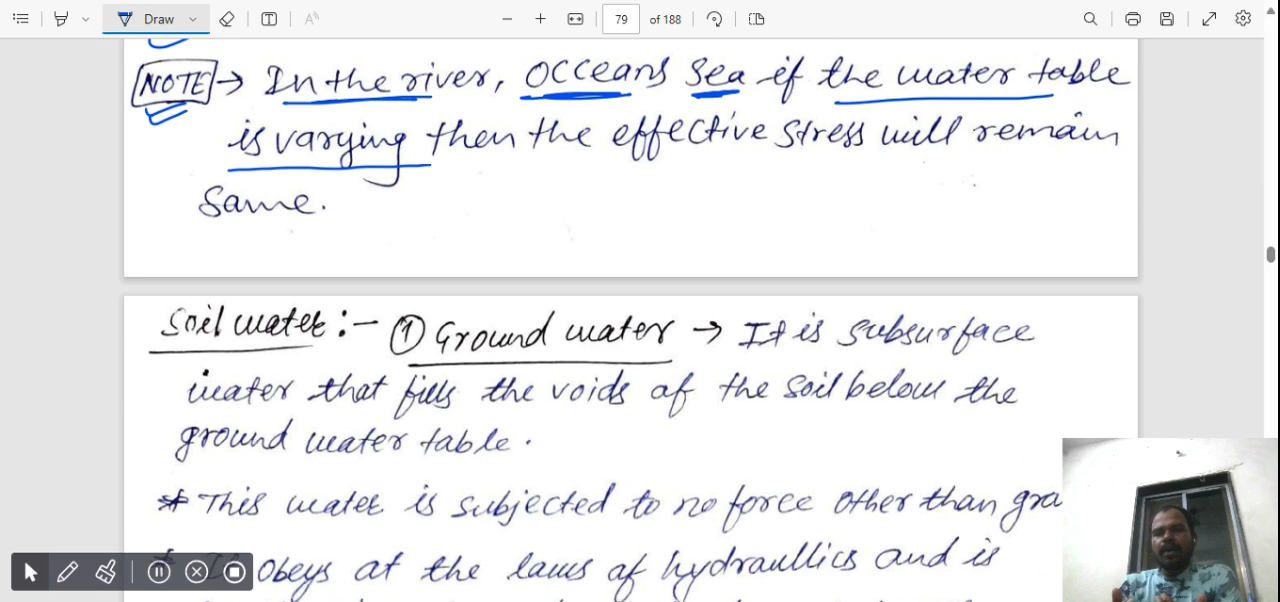 Draw
79 of 188
NOTE → In the river, Occeans Sea if the water table
is varying then the effective stress will remain
same.
Soil water :- ① Ground water → It is subsurface
water that fills the voids of the soil below the
ground water table.
* This water is subjected to no force other than gra
obeys at the laws of hydraullics and is